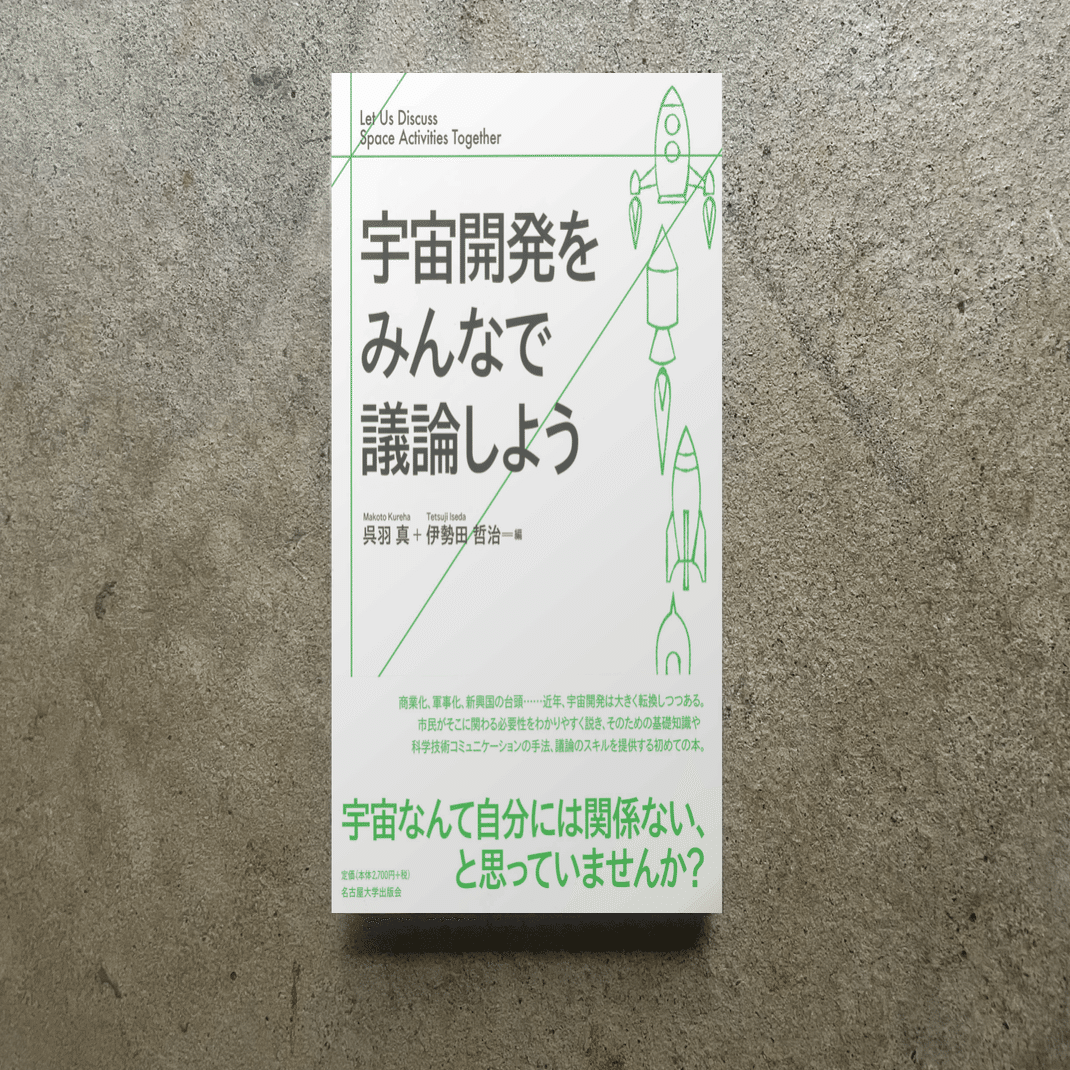 Let Us Discuss
Space Activities Together
宇宙開発を
みんなで
議論しよう
Makoto Kureha Tetsuji Iseda
呉羽 真+伊勢田 哲治＝編
商業化、軍事化、新興国の台頭……近年、宇宙開発は大きく転換しつつある。
市民がそこに関わる必要性をわかりやすく説き、そのための基礎知識や
科学技術コミュニケーションの手法、議論のスキルを提供する初めての本。
宇宙なんて自分には関係ない、
と思っていませんか?
定価(本体2,700円+税)
名古屋大学出版会